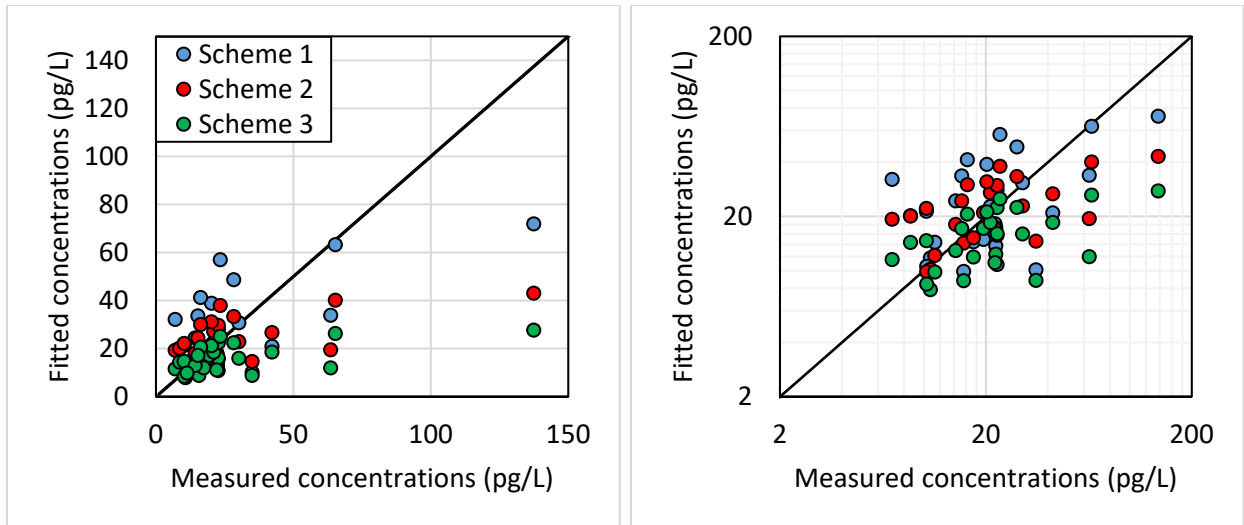 Fitted concentrations (pg/L)
140
120
100
80
60
40
20
0
Scheme 1
Scheme 2
Scheme 3
0
50
100
150
Measured concentrations (pg/L)
Fitted concentrations (pg/L)
200
20
2
2
20
200
Measured concentrations (pg/L)